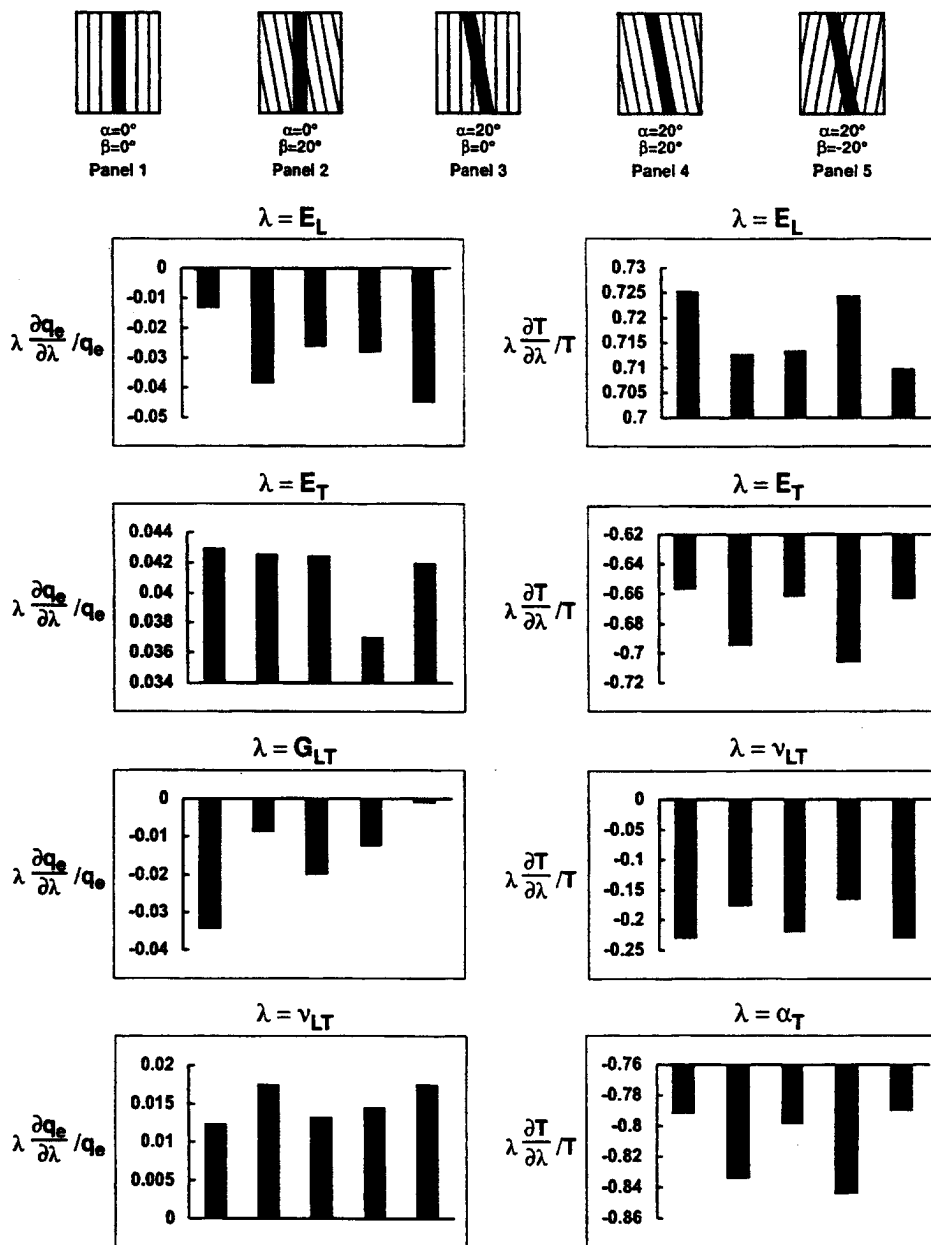 α=0° α=0° α=20° α=20° α=20°
β=0° β=20° β=0° β=20° β=-20°
Panel 1 Panel 2 Panel 3 Panel 4 Panel 5
λ = E_L
λ ∂q_e/∂λ /q_e
0
-0.01
-0.02
-0.03
-0.04
-0.05
λ = E_L
λ ∂T/∂λ /T
0.73
0.725
0.72
0.715
0.71
0.705
0.7
λ = E_T
λ ∂q_e/∂λ /q_e
0.044
0.042
0.04
0.038
0.036
0.034
λ = E_T
λ ∂T/∂λ /T
-0.62
-0.64
-0.66
-0.68
-0.7
-0.72
λ = G_LT
λ ∂q_e/∂λ /q_e
0
-0.01
-0.02
-0.03
-0.04
λ = ν_LT
λ ∂T/∂λ /T
0
-0.05
-0.1
-0.15
-0.2
-0.25
λ = ν_LT
λ ∂q_e/∂λ /q_e
0.02
0.015
0.01
0.005
0
λ = α_T
λ ∂T/∂λ /T
-0.76
-0.78
-0.8
-0.82
-0.84
-0.86